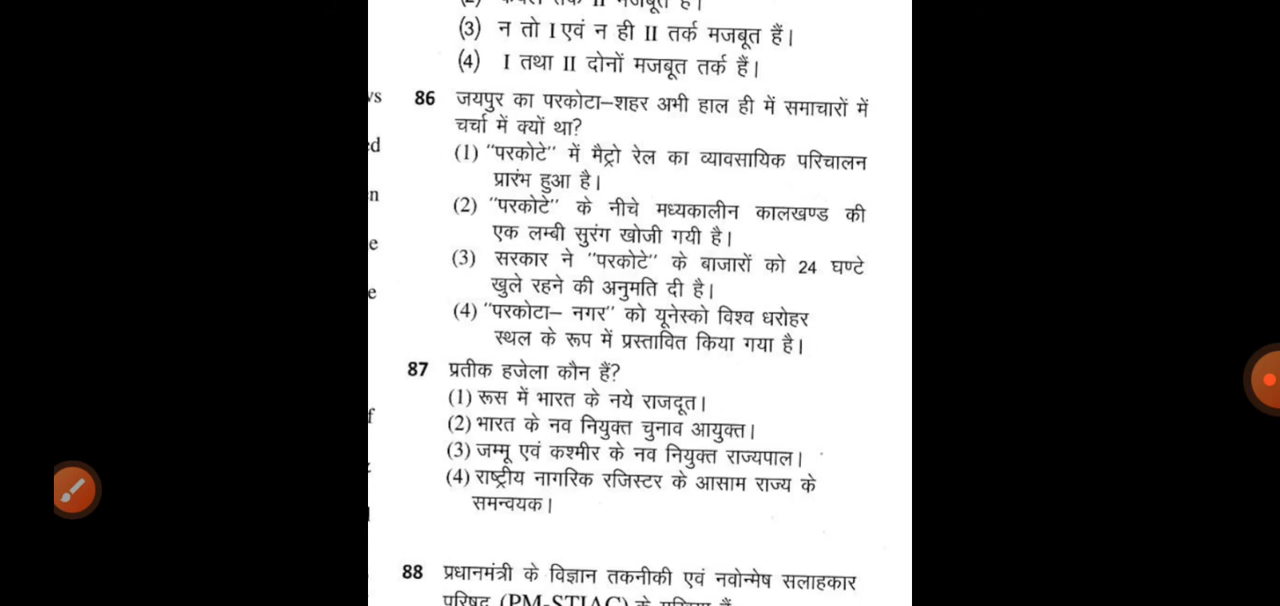 (3) न तो I एवं न ही II तर्क मजबूत हैं।
(4) I तथा II दोनों मजबूत तर्क हैं।
86 जयपुर का परकोटा–शहर अभी हाल ही में समाचारों में
चर्चा में क्यों था?
(1) "परकोटे" में मैट्रो रेल का व्यावसायिक परिचालन
प्रारंभ हुआ है।
(2) "परकोटे" के नीचे मध्यकालीन कालखण्ड की
एक लम्बी सुरंग खोजी गयी है।
(3) सरकार ने "परकोटे" के बाजारों को 24 घण्टे
खुले रहने की अनुमति दी है।
(4) "परकोटा– नगर" को यूनेस्को विश्व धरोहर
स्थल के रूप में प्रस्तावित किया गया है।
87 प्रतीक हजेला कौन हैं?
(1) रूस में भारत के नये राजदूत।
(2) भारत के नव नियुक्त चुनाव आयुक्त।
(3) जम्मू एवं कश्मीर के नव नियुक्त राज्यपाल।
(4) राष्ट्रीय नागरिक रजिस्टर के आसाम राज्य के
समन्वयक।
88 प्रधानमंत्री के विज्ञान तकनीकी एवं नवोन्मेष सलाहकार
परिषद (PM-STIAC) के